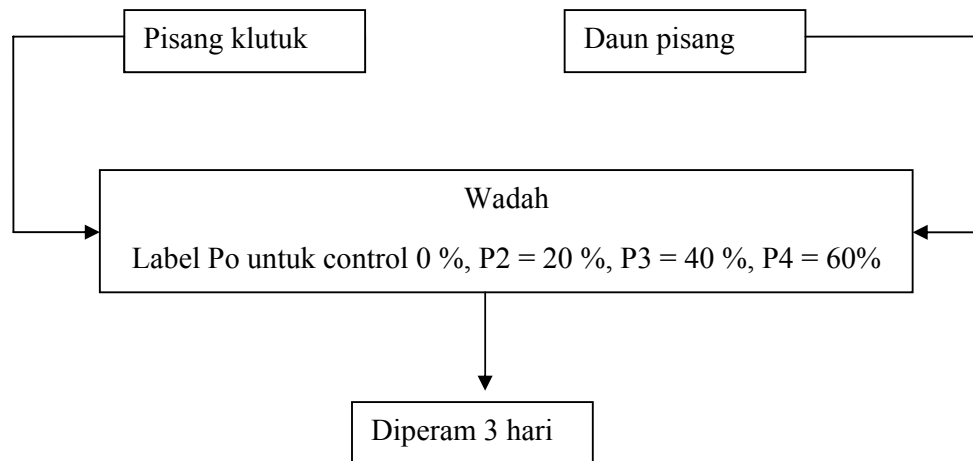 Pisang klutuk
Daun pisang
Wadah
Label Po untuk control 0 %, P2 = 20 %, P3 = 40 %, P4 = 60%
Diperam 3 hari